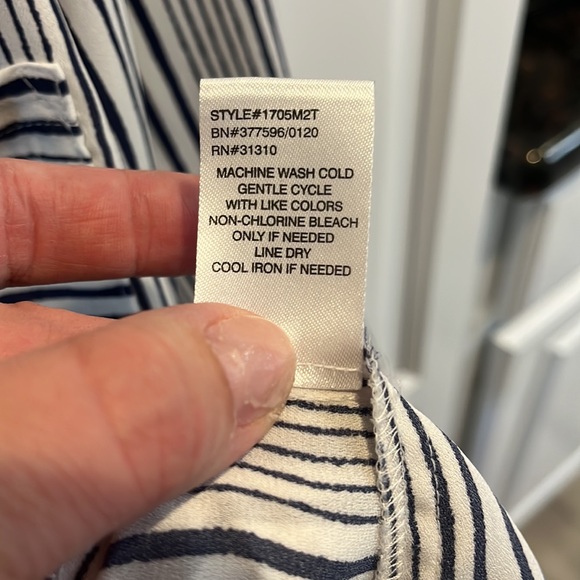 STYLE#1705M2T
BN#377596/0120
RN#31310
MACHINE WASH COLD
GENTLE CYCLE
WITH LIKE COLORS
NON-CHLORINE BLEACH
ONLY IF NEEDED
LINE DRY
COOL IRON IF NEEDED